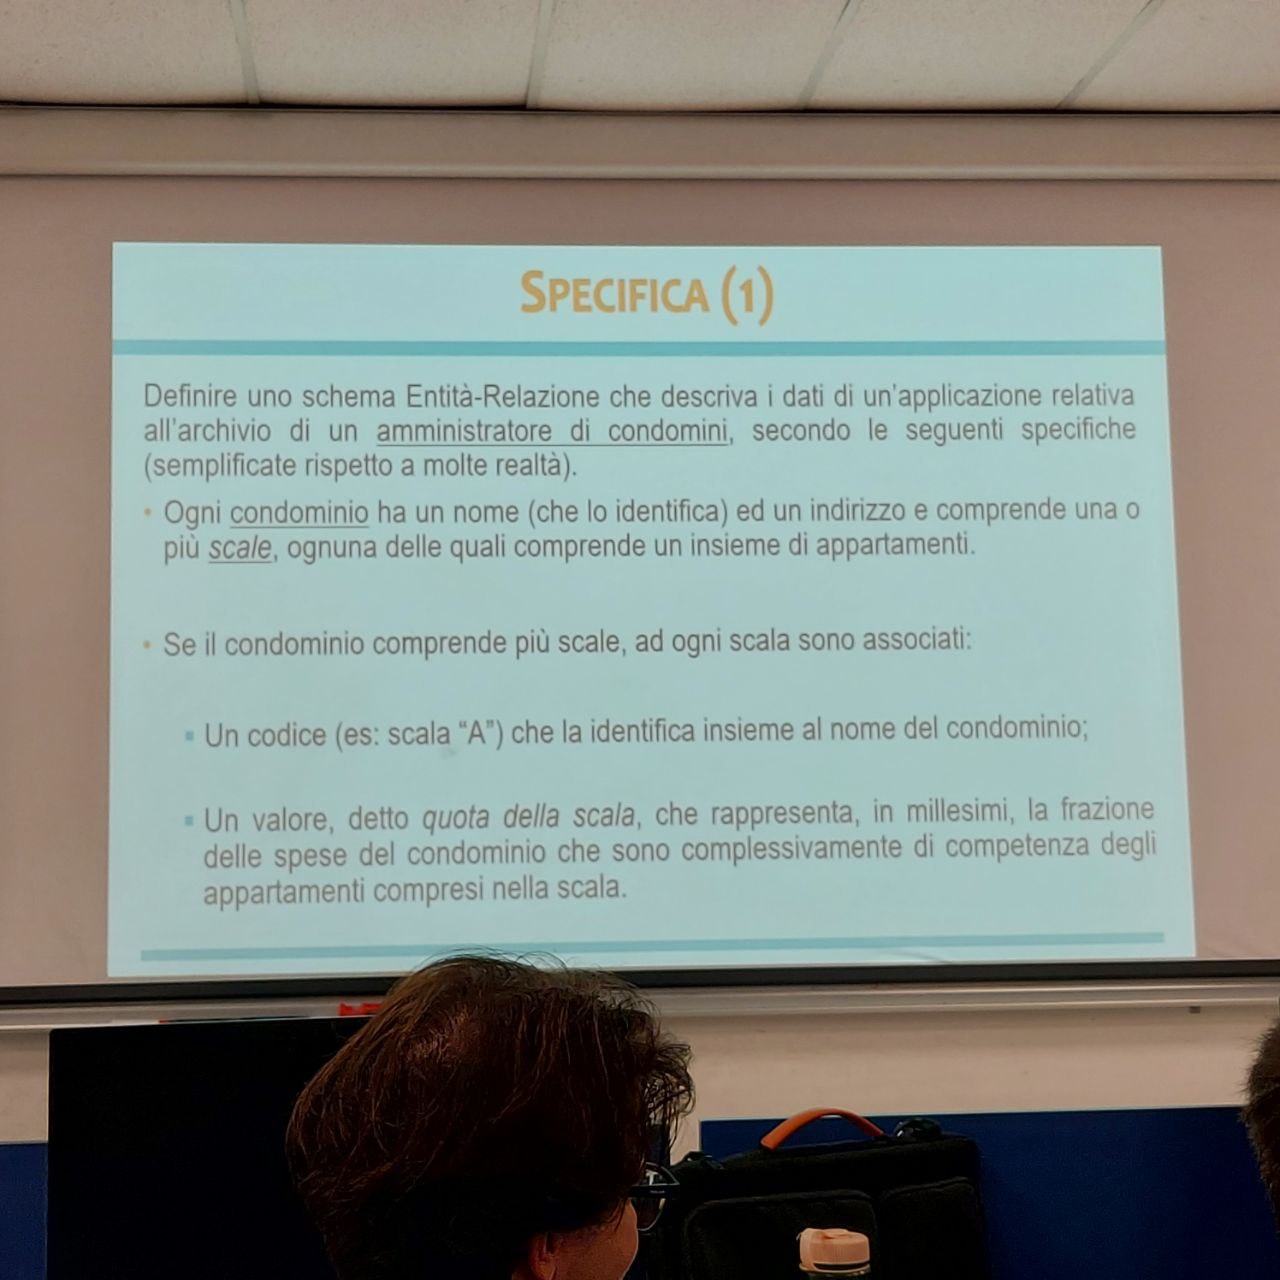 SPECIFICA (1)
Definire uno schema Entità-Relazione che descriva i dati di un'applicazione relativa
all'archivio di un amministratore di condomini, secondo le seguenti specifiche
(semplificate rispetto a molte realtà).
• Ogni condominio ha un nome (che lo identifica) ed un indirizzo e comprende una o
più scale, ognuna delle quali comprende un insieme di appartamenti.
• Se il condominio comprende più scale, ad ogni scala sono associati:
▪ Un codice (es: scala “A”) che la identifica insieme al nome del condominio;
▪ Un valore, detto quota della scala, che rappresenta, in millesimi, la frazione
delle spese del condominio che sono complessivamente di competenza degli
appartamenti compresi nella scala.